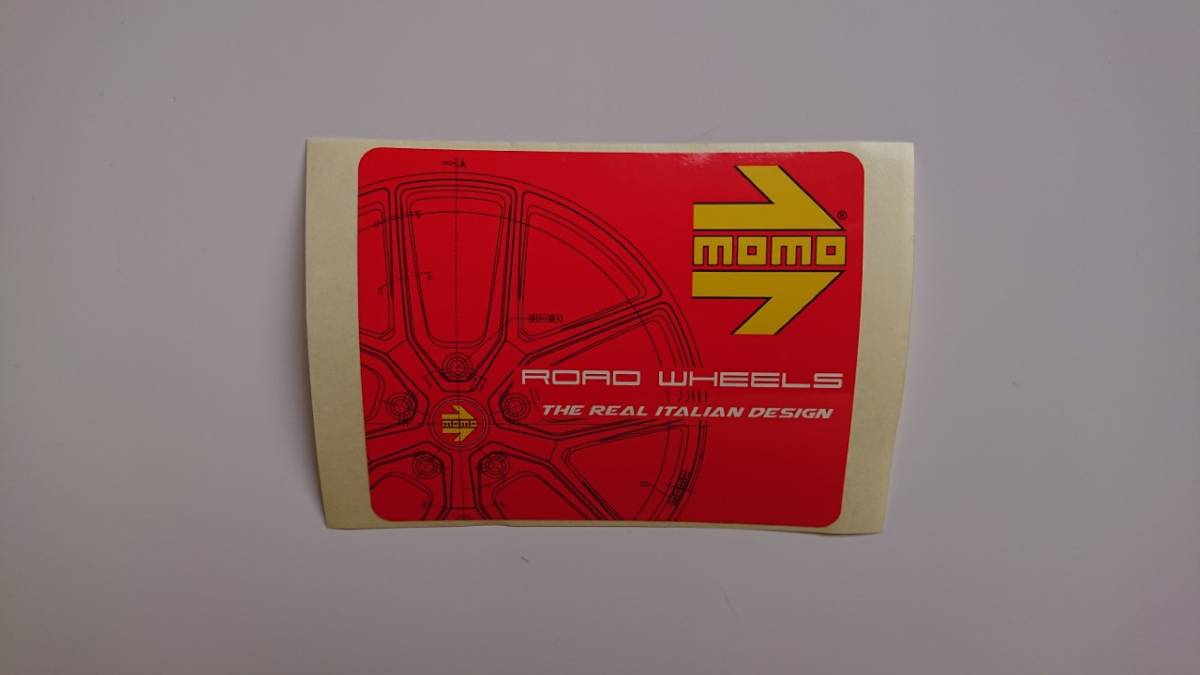 momo®
ROAD WHEELS
THE REAL ITALIAN DESIGN
momo